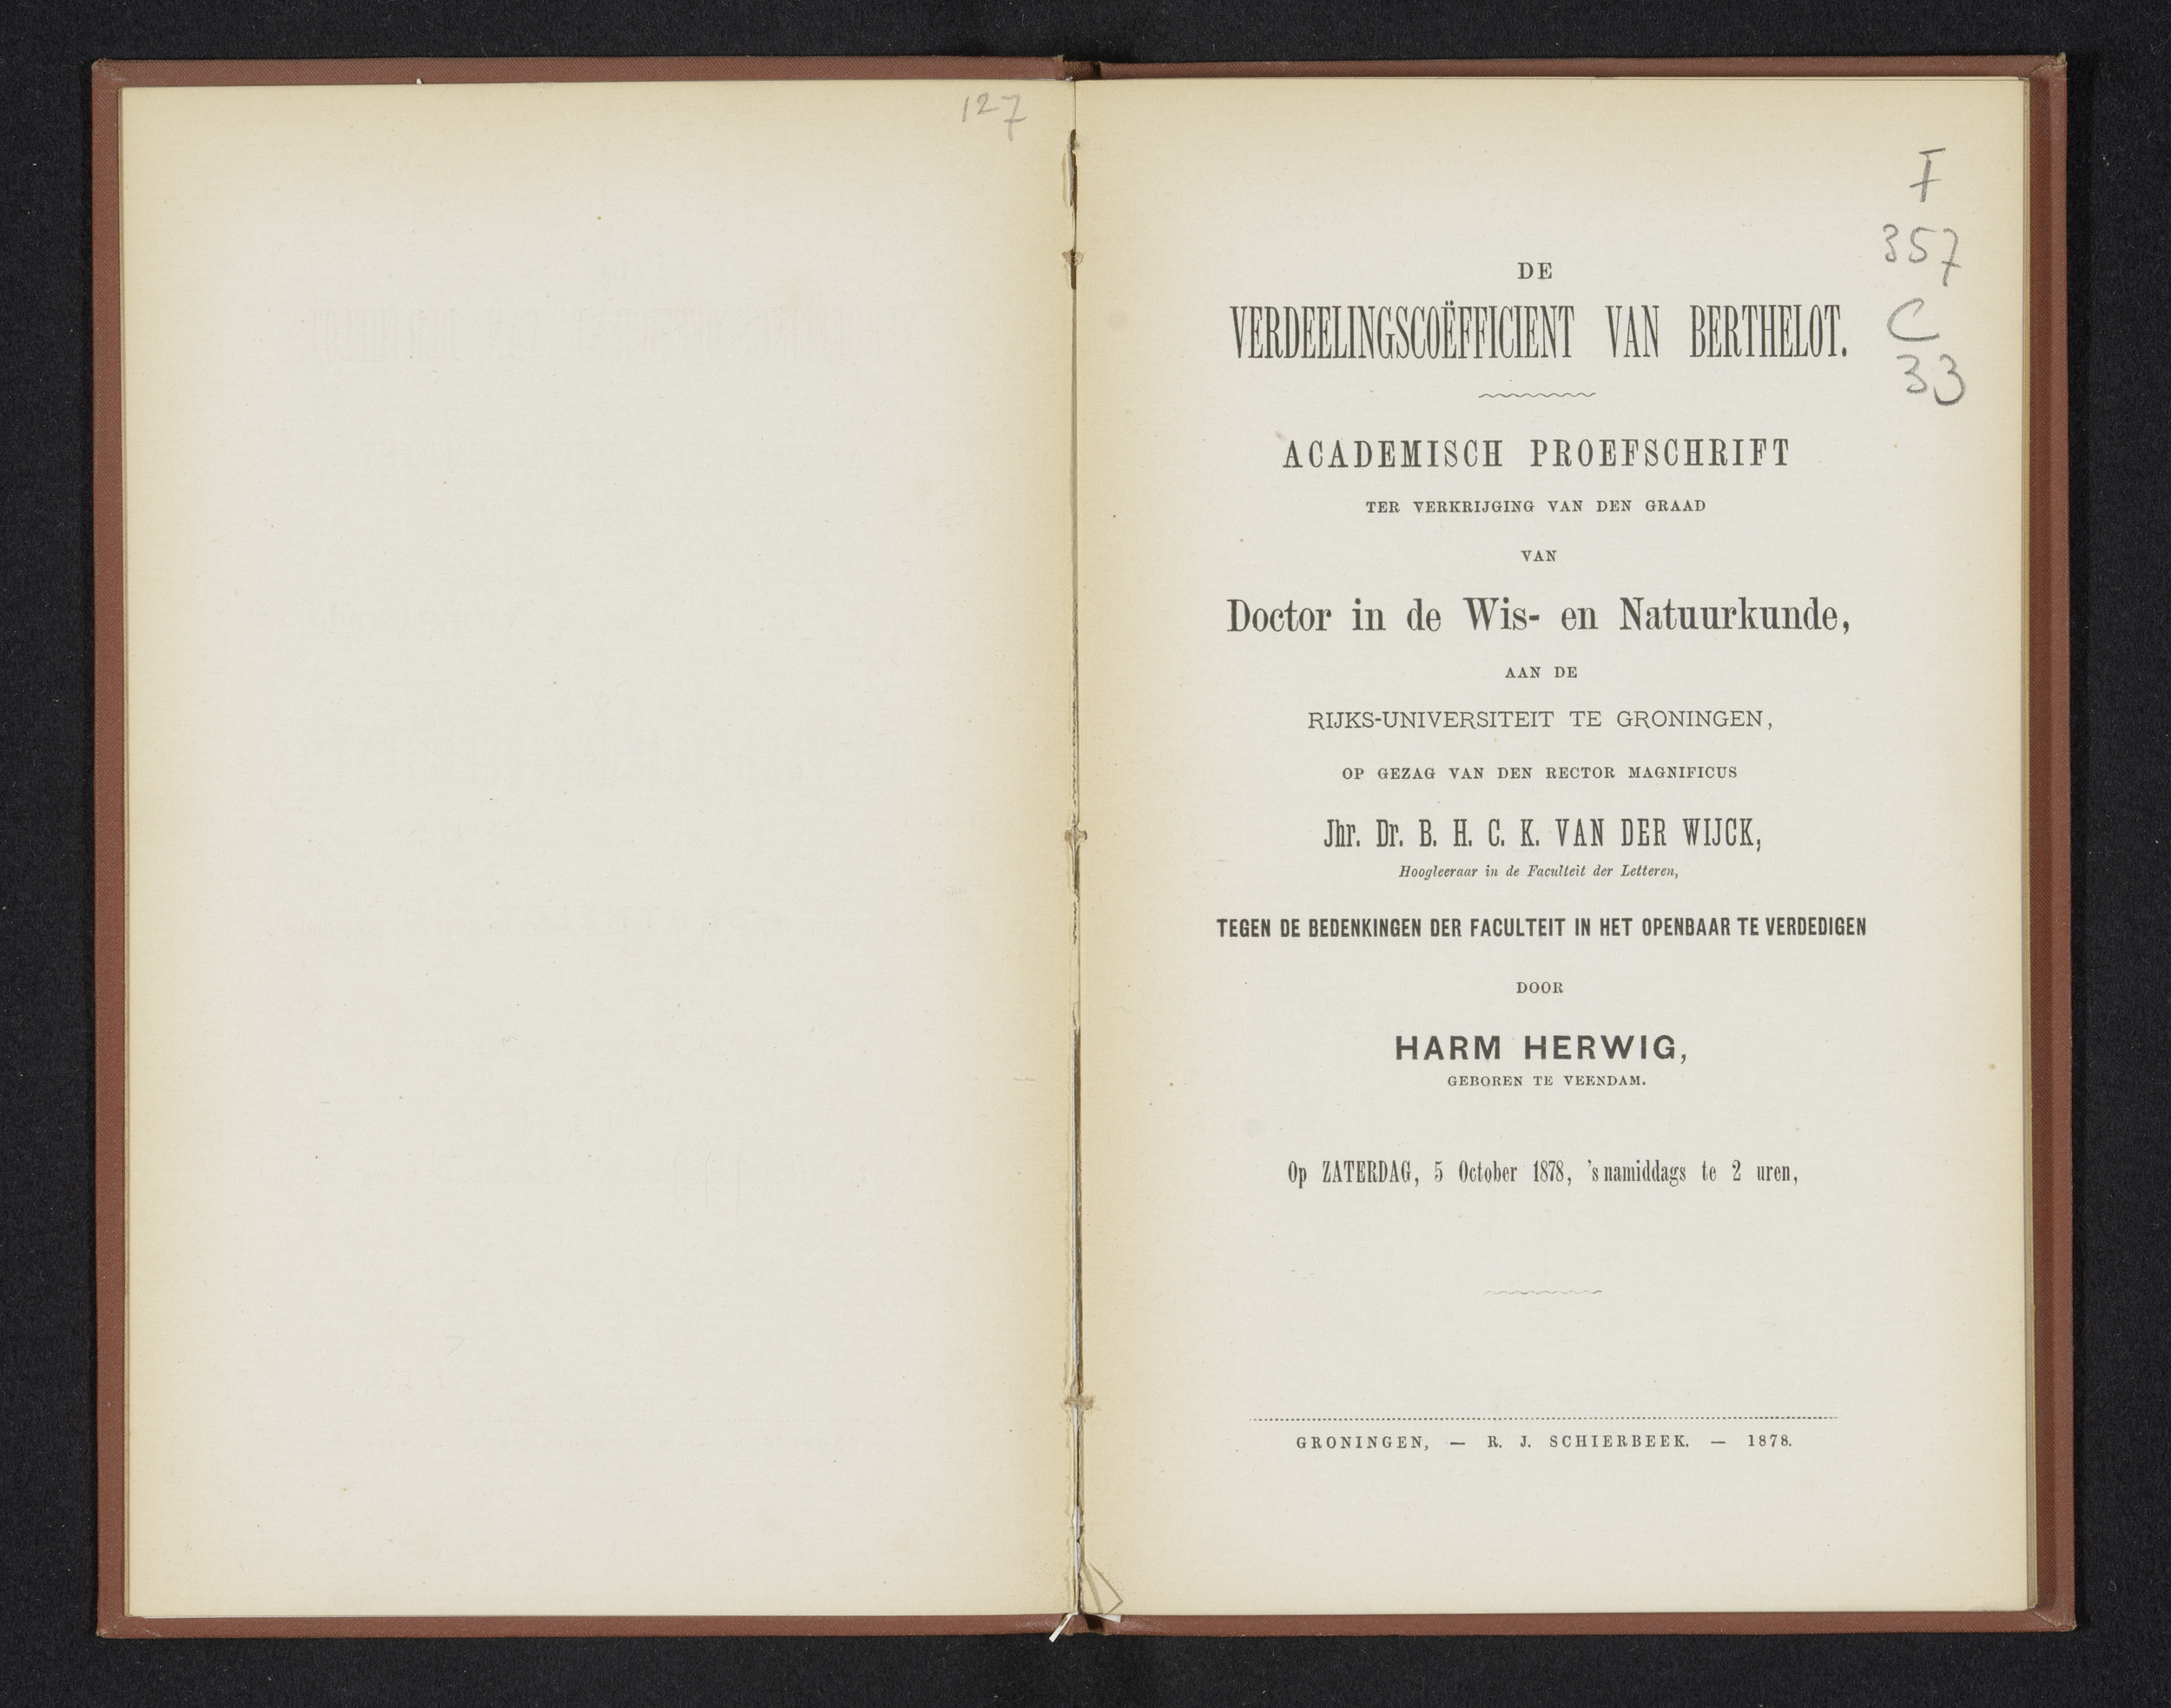 127
F
357
C
33
DE
VERDEELINGSCOËFFICIENT VAN BERTHELOT.
ACADEMISCH PROEFSCHRIFT
TER VERKRIJGING VAN DEN GRAAD
VAN
Doctor in de Wis- en Natuurkunde,
AAN DE
RIJKS-UNIVERSITEIT TE GRONINGEN,
OP GEZAG VAN DEN RECTOR MAGNIFICUS
Jhr. Dr. B. H. C. K. VAN DER WIJCK,
Hoogleeraar in de Faculteit der Letteren,
TEGEN DE BEDENKINGEN DER FACULTEIT IN HET OPENBAAR TE VERDEDIGEN
DOOR
HARM HERWIG,
GEBOREN TE VEENDAM.
Op ZATERDAG, 5 October 1878, 's namiddags te 2 uren,
GRONINGEN, — R. J. SCHIERBEEK. — 1878.